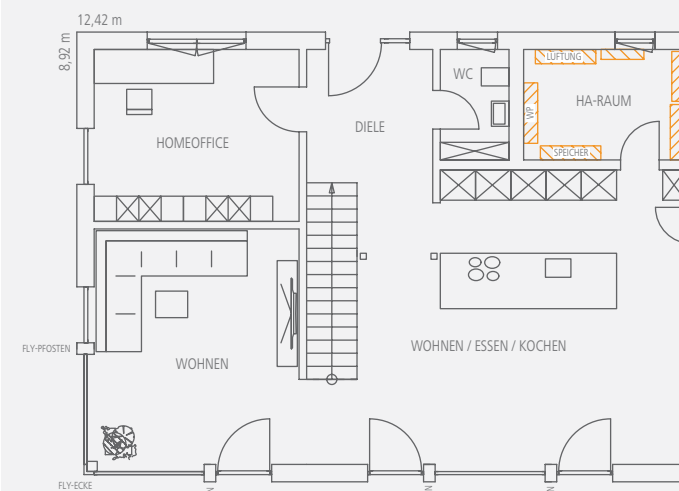 12,42 m
8,92 m
LÜFTUNG
WC
HA-RAUM
WP
DIELE
HOMEOFFICE
SPEICHER
WOHNEN / ESSEN / KOCHEN
FLY-PFOSTEN
WOHNEN
FLY-ECKE
N
N
N